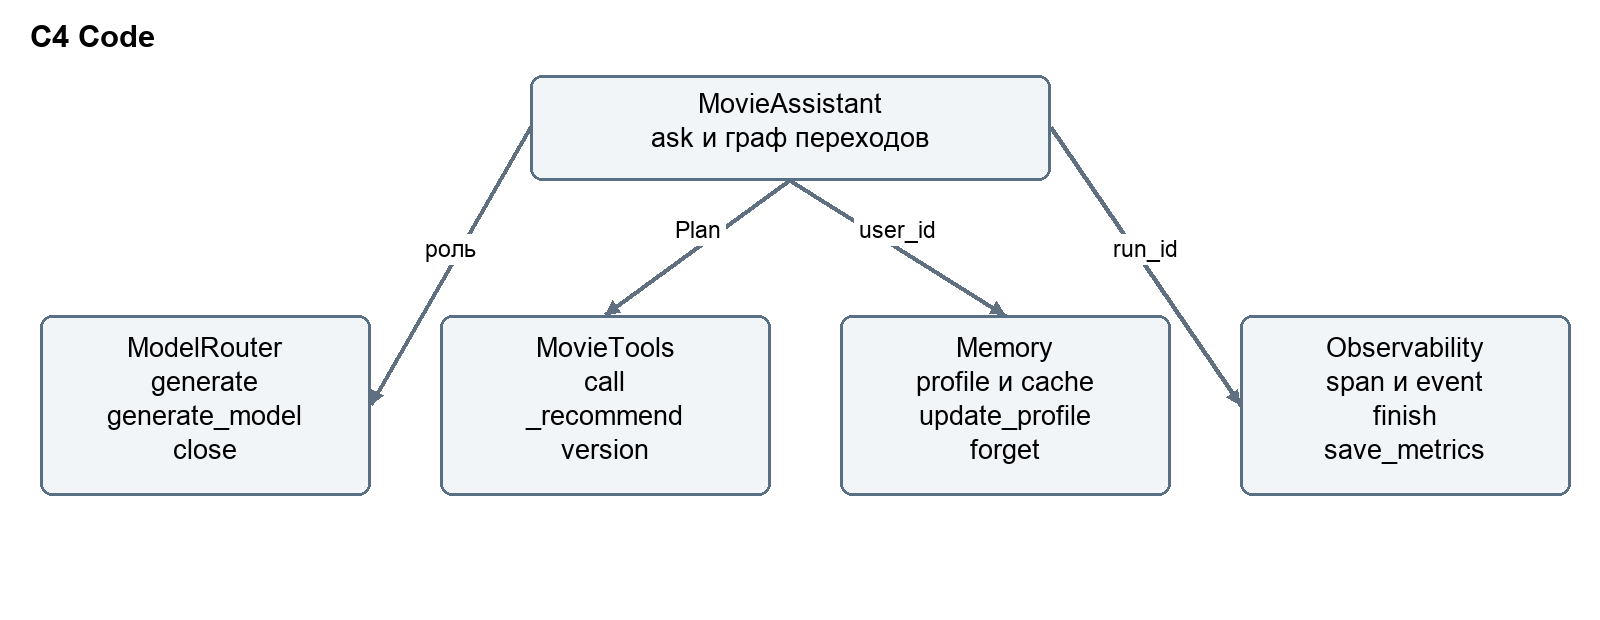 C4 Code
MovieAssistant
ask и граф переходов
роль
Plan
user_id
run_id
ModelRouter
generate
generate_model
close
MovieTools
call
_recommend
version
Memory
profile и cache
update_profile
forget
Observability
span и event
finish
save_metrics